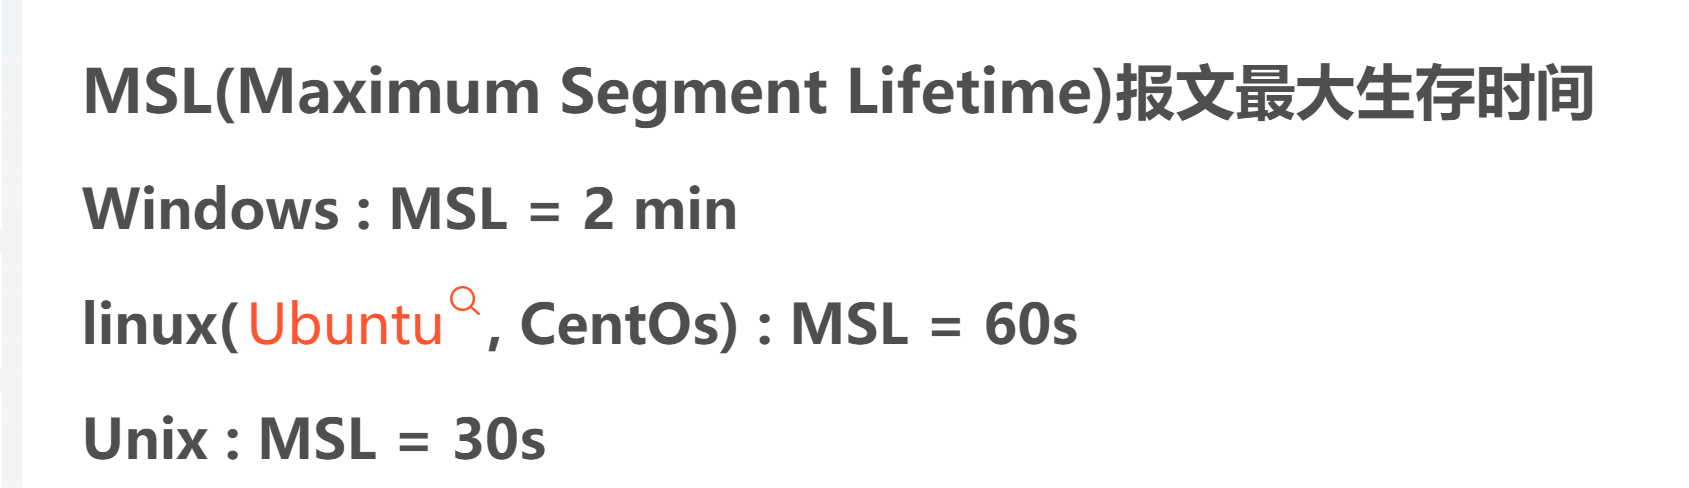 MSL(Maximum Segment Lifetime)报文最大生存时间
Windows : MSL = 2 min
linux(Ubuntu, CentOs) : MSL = 60s
Unix : MSL = 30s